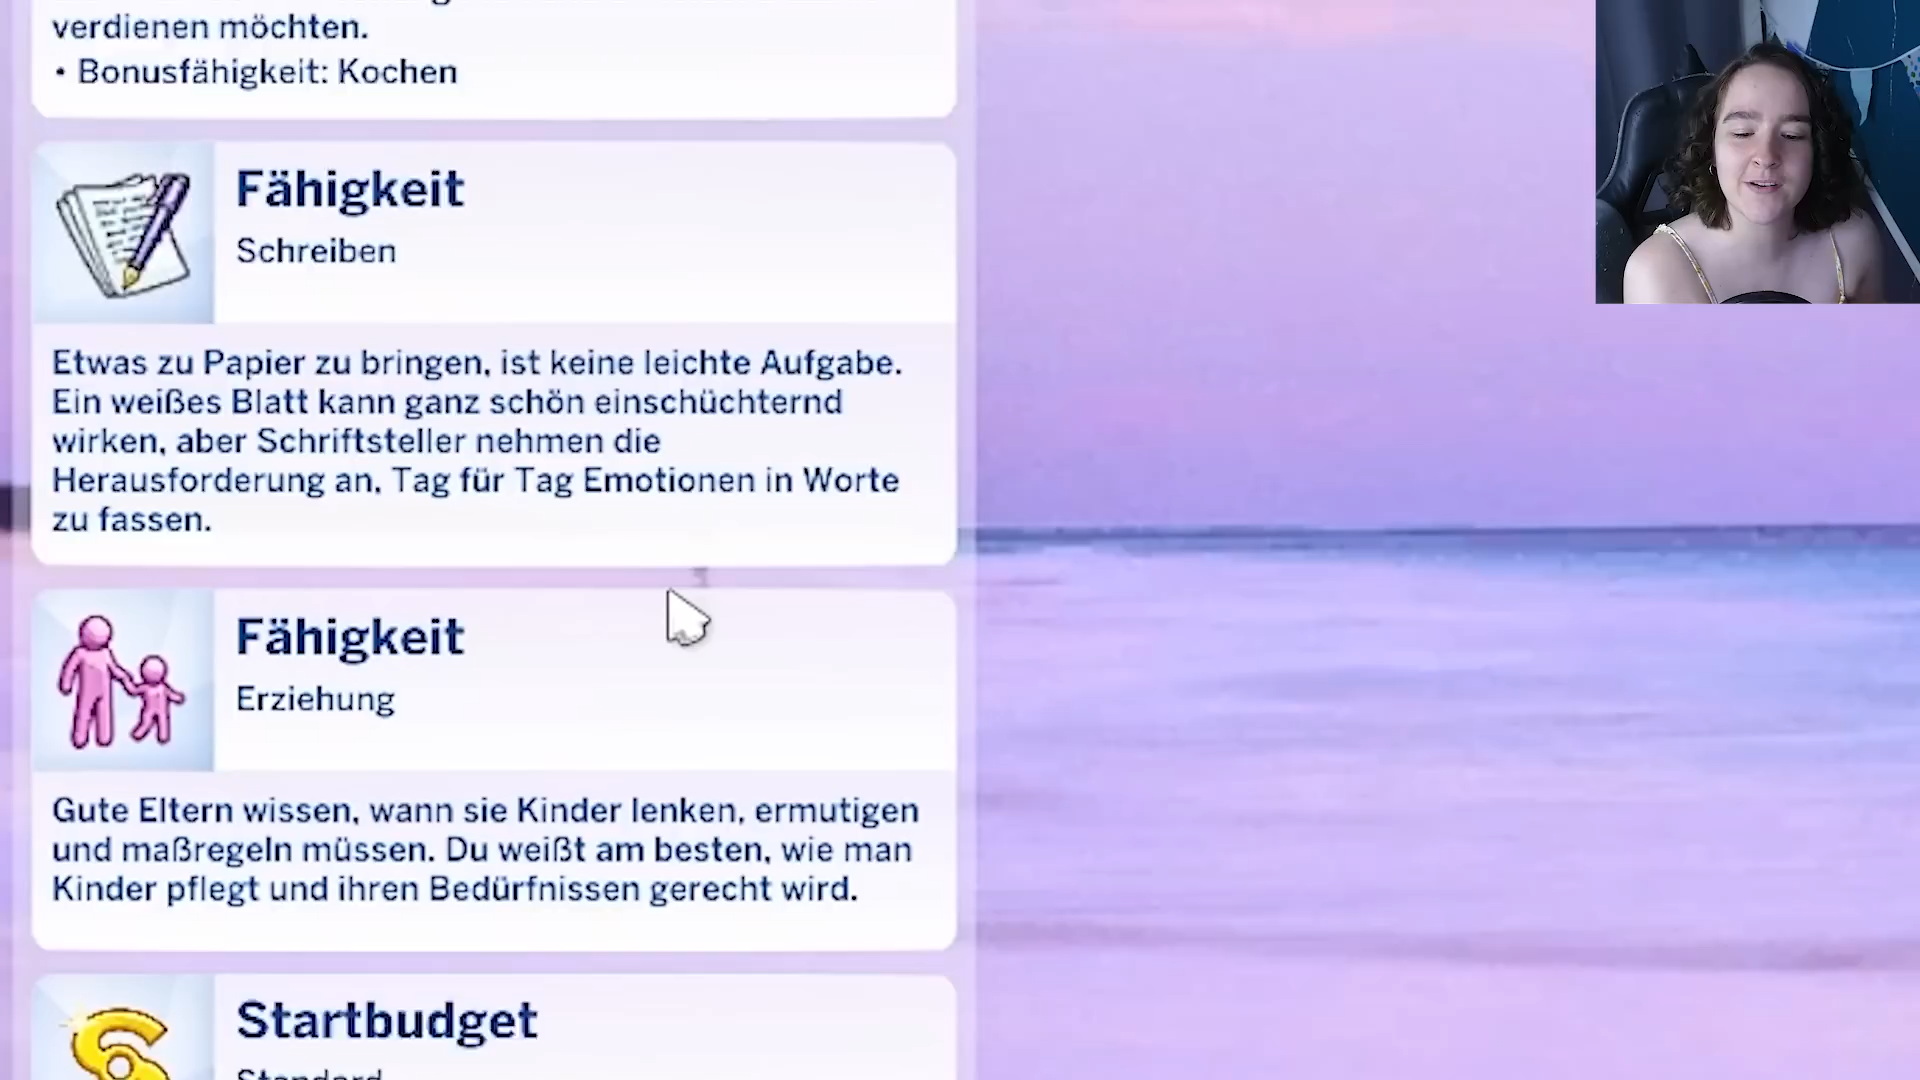 verdienen möchten.
• Bonusfähigkeit: Kochen
Fähigkeit
Schreiben
Etwas zu Papier zu bringen, ist keine leichte Aufgabe.
Ein weißes Blatt kann ganz schön einschüchternd
wirken, aber Schriftsteller nehmen die
Herausforderung an, Tag für Tag Emotionen in Worte
zu fassen.
Fähigkeit
Erziehung
Gute Eltern wissen, wann sie Kinder lenken, ermutigen
und maßregeln müssen. Du weißt am besten, wie man
Kinder pflegt und ihren Bedürfnissen gerecht wird.
Startbudget
Standard